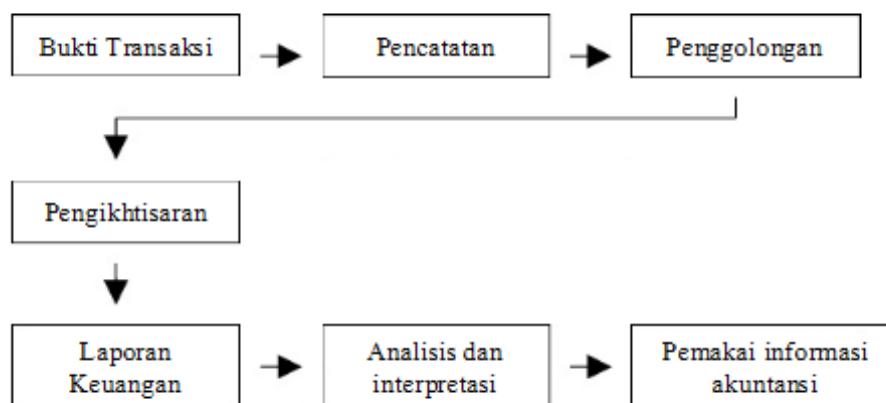 Bukti Transaksi
Pencatatan
Penggolongan
Pengikhtisaran
Laporan
Keuangan
Analisis dan
interpretasi
Pemakai informasi
akuntansi